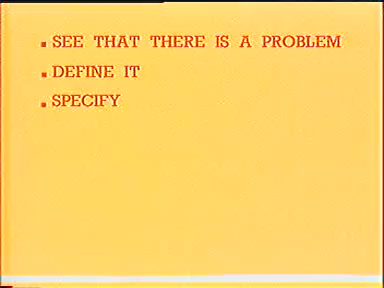 ▪ SEE THAT THERE IS A PROBLEM
▪ DEFINE IT
▪ SPECIFY